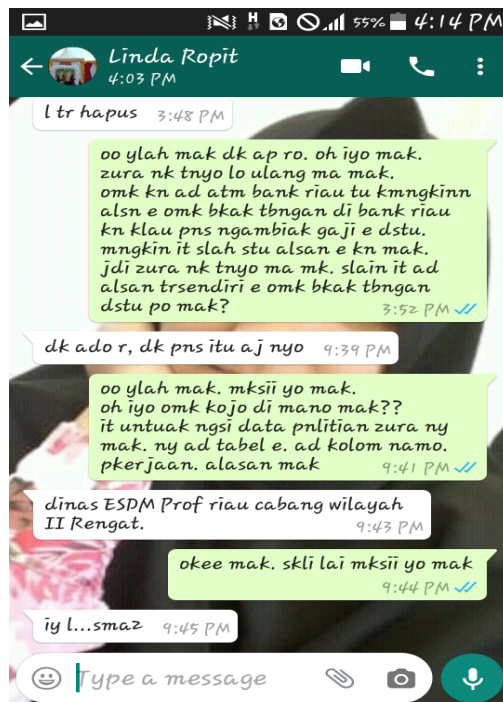 55% 4:14 PM
Linda Ropit
4:03 PM
l tr hapus 3:48 PM
oo ylah mak dk ap ro. oh iyo mak.
zura nk tnyo lo ulang ma mak.
omk kn ad atm bank riau tu kmngkinn
alsn e omk bkak tbngan di bank riau
kn klau pns ngambiak gaji e dstu.
mngkin it slah stu alsan e kn mak.
jdi zura nk tnyo ma mk. slain it ad
alsan trsendiri e omk bkak tbngan
dstu po mak?
3:52 PM
dk ado r, dk pns itu aj nyo 9:39 PM
oo ylah mak. mksii yo mak.
oh iyo omk kojo di mano mak??
it untuak ngsi data pnlitian zura ny
mak. ny ad tabel e. ad kolom namo.
pkerjaan. alasan mak 9:41 PM
dinas ESDM Prof riau cabang wilayah
II Rengat. 9:43 PM
okee mak. skli lai mksii yo mak
9:44 PM
iy l...smaz 9:45 PM
Type a message